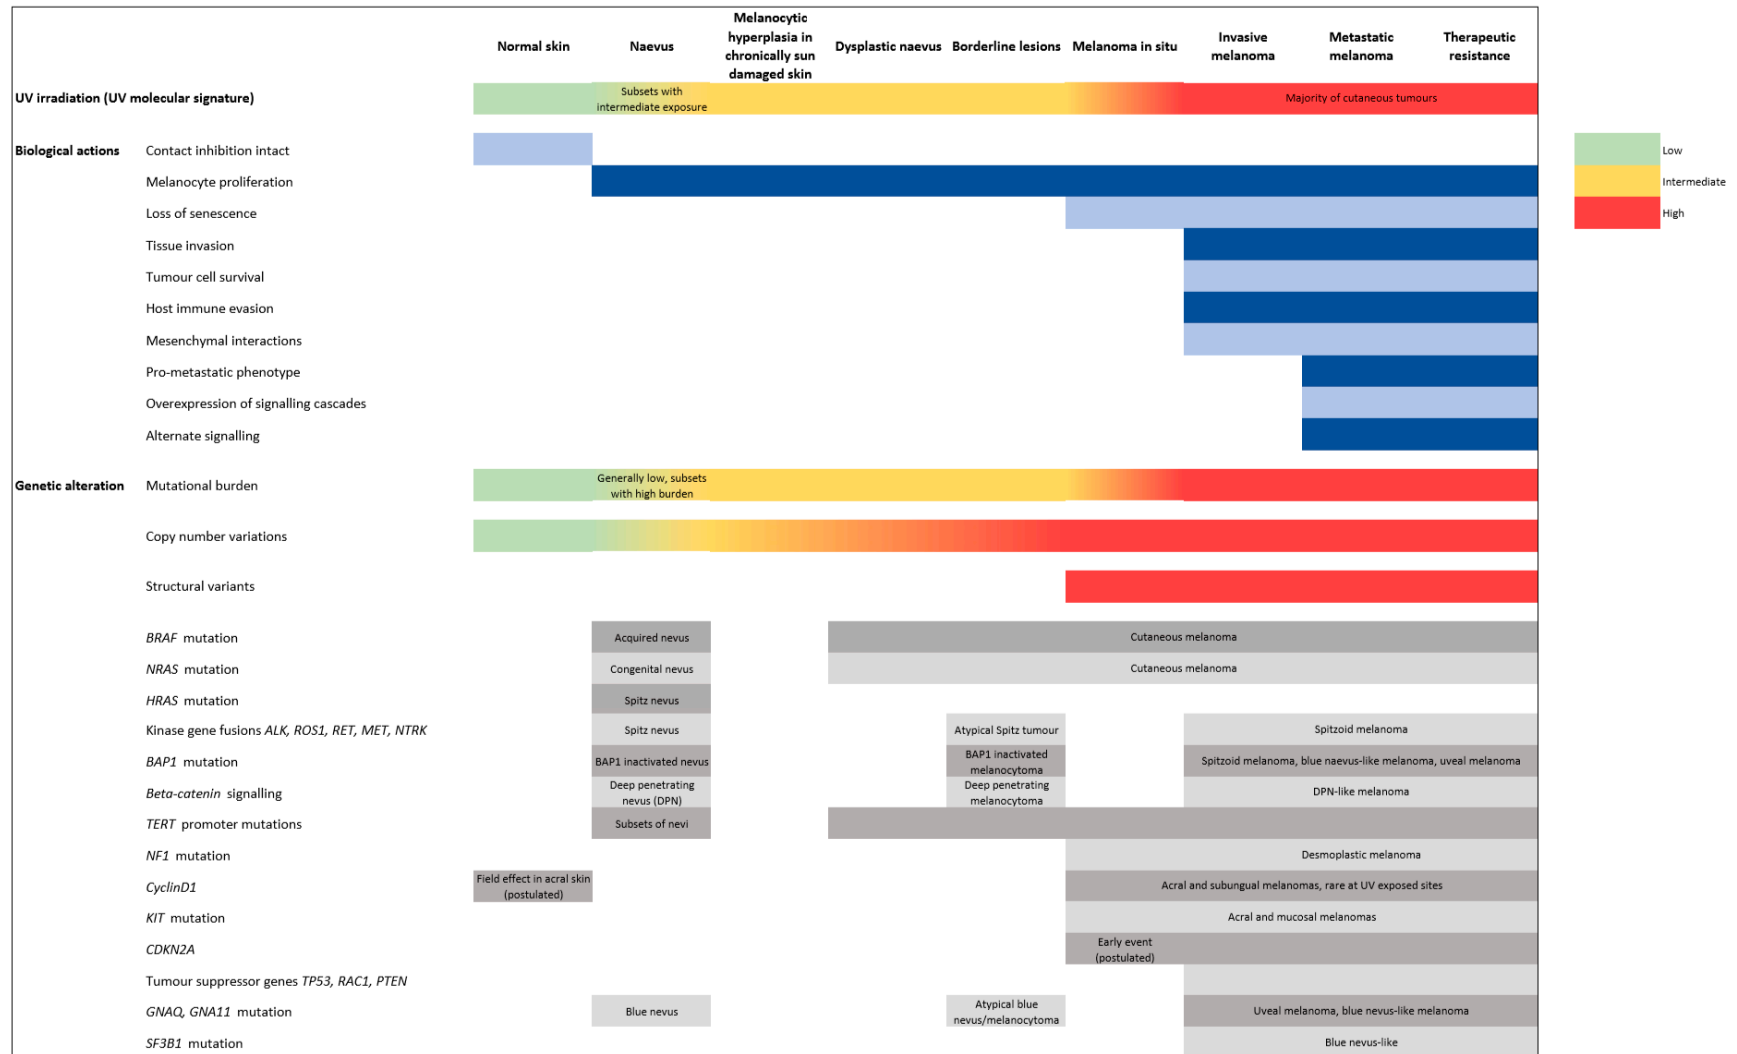 Normal skin
Naevus
Melanocytic
hyperplasia in
chronically sun
damaged skin
Dysplastic naevus
Borderline lesions
Melanoma in situ
Invasive
melanoma
Metastatic
melanoma
Therapeutic
resistance
UV irradiation (UV molecular signature)
Subsets with
intermediate exposure
Majority of cutaneous tumours
Low
Intermediate
High
Biological actions
Contact inhibition intact
Melanocyte proliferation
Loss of senescence
Tissue invasion
Tumour cell survival
Host immune evasion
Mesenchymal interactions
Pro-metastatic phenotype
Overexpression of signalling cascades
Alternate signalling
Genetic alteration
Mutational burden
Generally low, subsets
with high burden
Copy number variations
Structural variants
BRAF mutation
Acquired nevus
Cutaneous melanoma
NRAS mutation
Congenital nevus
Cutaneous melanoma
HRAS mutation
Spitz nevus
Kinase gene fusions ALK, ROS1, RET, MET, NTRK
Spitz nevus
Atypical Spitz tumour
Spitzoid melanoma
BAP1 mutation
BAP1 inactivated nevus
BAP1 inactivated
melanocytoma
Spitzoid melanoma, blue naevus-like melanoma, uveal melanoma
Beta-catenin signalling
Deep penetrating
nevus (DPN)
Deep penetrating
melanocytoma
DPN-like melanoma
TERT promoter mutations
Subsets of nevi
NF1 mutation
Desmoplastic melanoma
CyclinD1
Field effect in acral skin
(postulated)
Acral and subungual melanomas, rare at UV exposed sites
KIT mutation
Acral and mucosal melanomas
CDKN2A
Early event
(postulated)
Tumour suppressor genes TP53, RAC1, PTEN
GNAQ, GNA11 mutation
Blue nevus
Atypical blue
nevus/melanocytoma
Uveal melanoma, blue nevus-like melanoma
SF3B1 mutation
Blue nevus-like